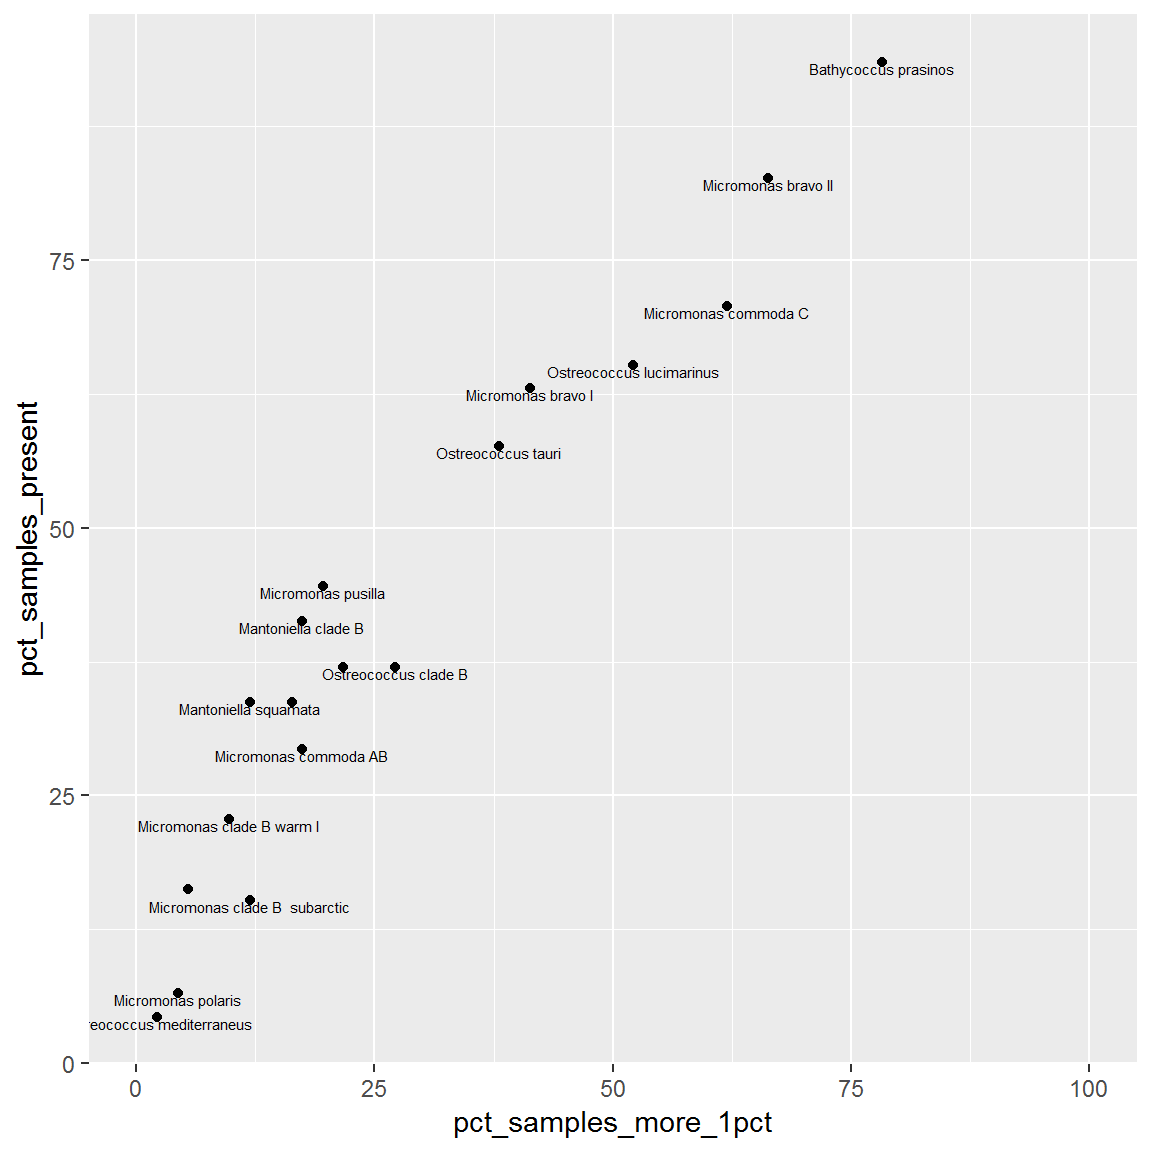 Bathycoccus prasinos
Micromonas bravo II
75
Micromonas commoda C
Ostreococcus lucimarinus
Micromonas bravo I
Ostreococcus tauri
pct_samples_present
50
Micromonas pusilla
Mantoniella clade B
Ostreococcus clade B
Mantoniella squamata
Micromonas commoda AB
25
Micromonas clade B warm I
Micromonas clade B  subarctic
Micromonas polaris
reococcus mediterraneus
0
0 25 50 75 100
pct_samples_more_1pct